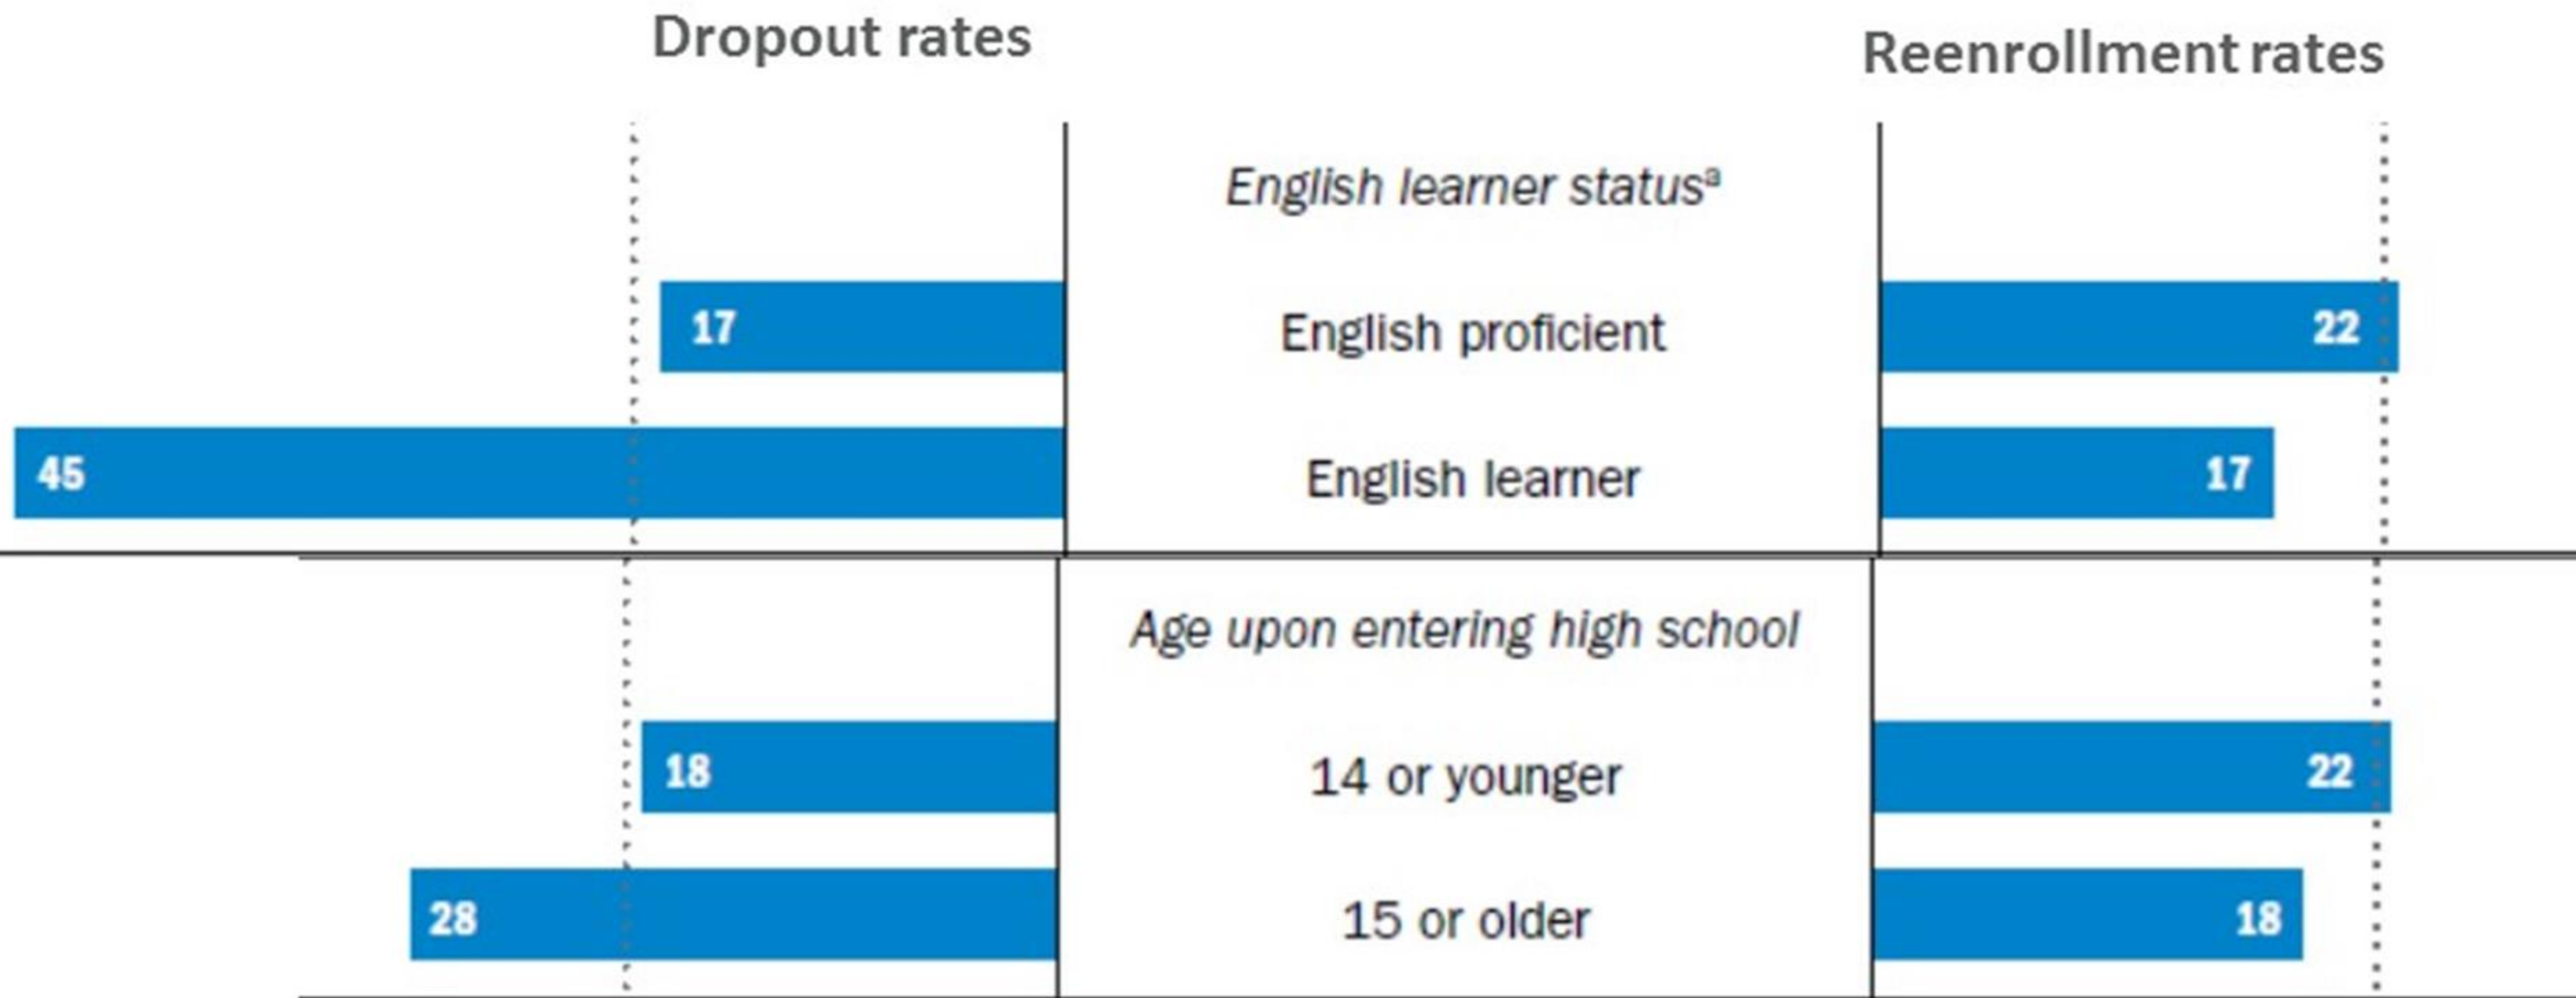 Dropout rates
Reenrollment rates
English learner statusᵃ
17 English proficient 22
45 English learner 17
Age upon entering high school
18 14 or younger 22
28 15 or older 18